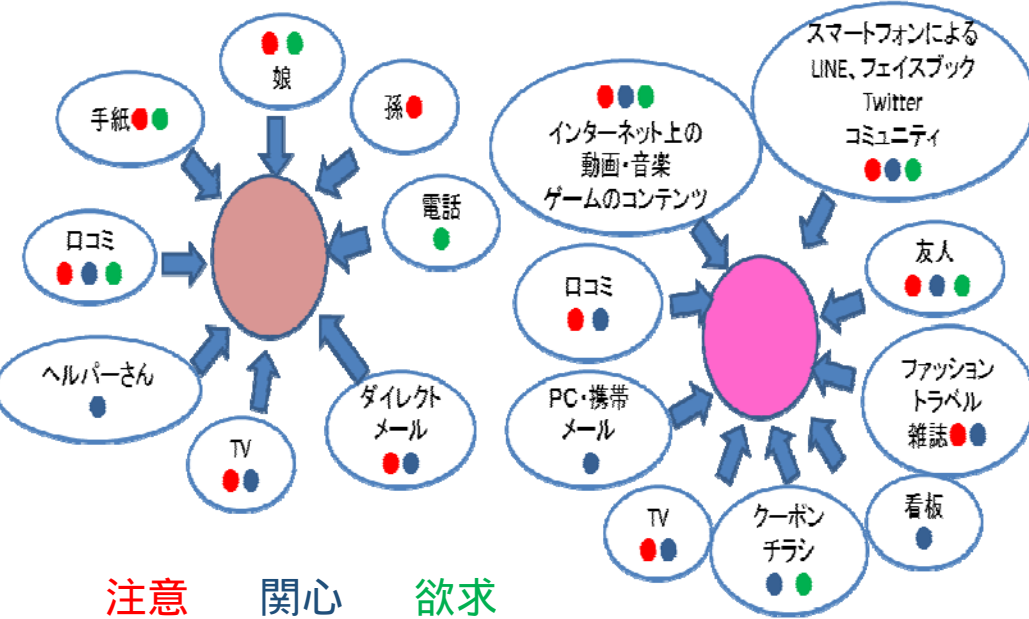 娘
手紙
孫
電話
口コミ
ヘルパーさん
TV
ダイレクト
メール
インターネット上の
動画・音楽
ゲームのコンテンツ
スマートフォンによる
LINE、フェイスブック
Twitter
コミュニティ
口コミ
友人
PC・携帯
メール
ファッション
トラベル
雑誌
TV
クーポン
チラシ
看板
注意 関心 欲求